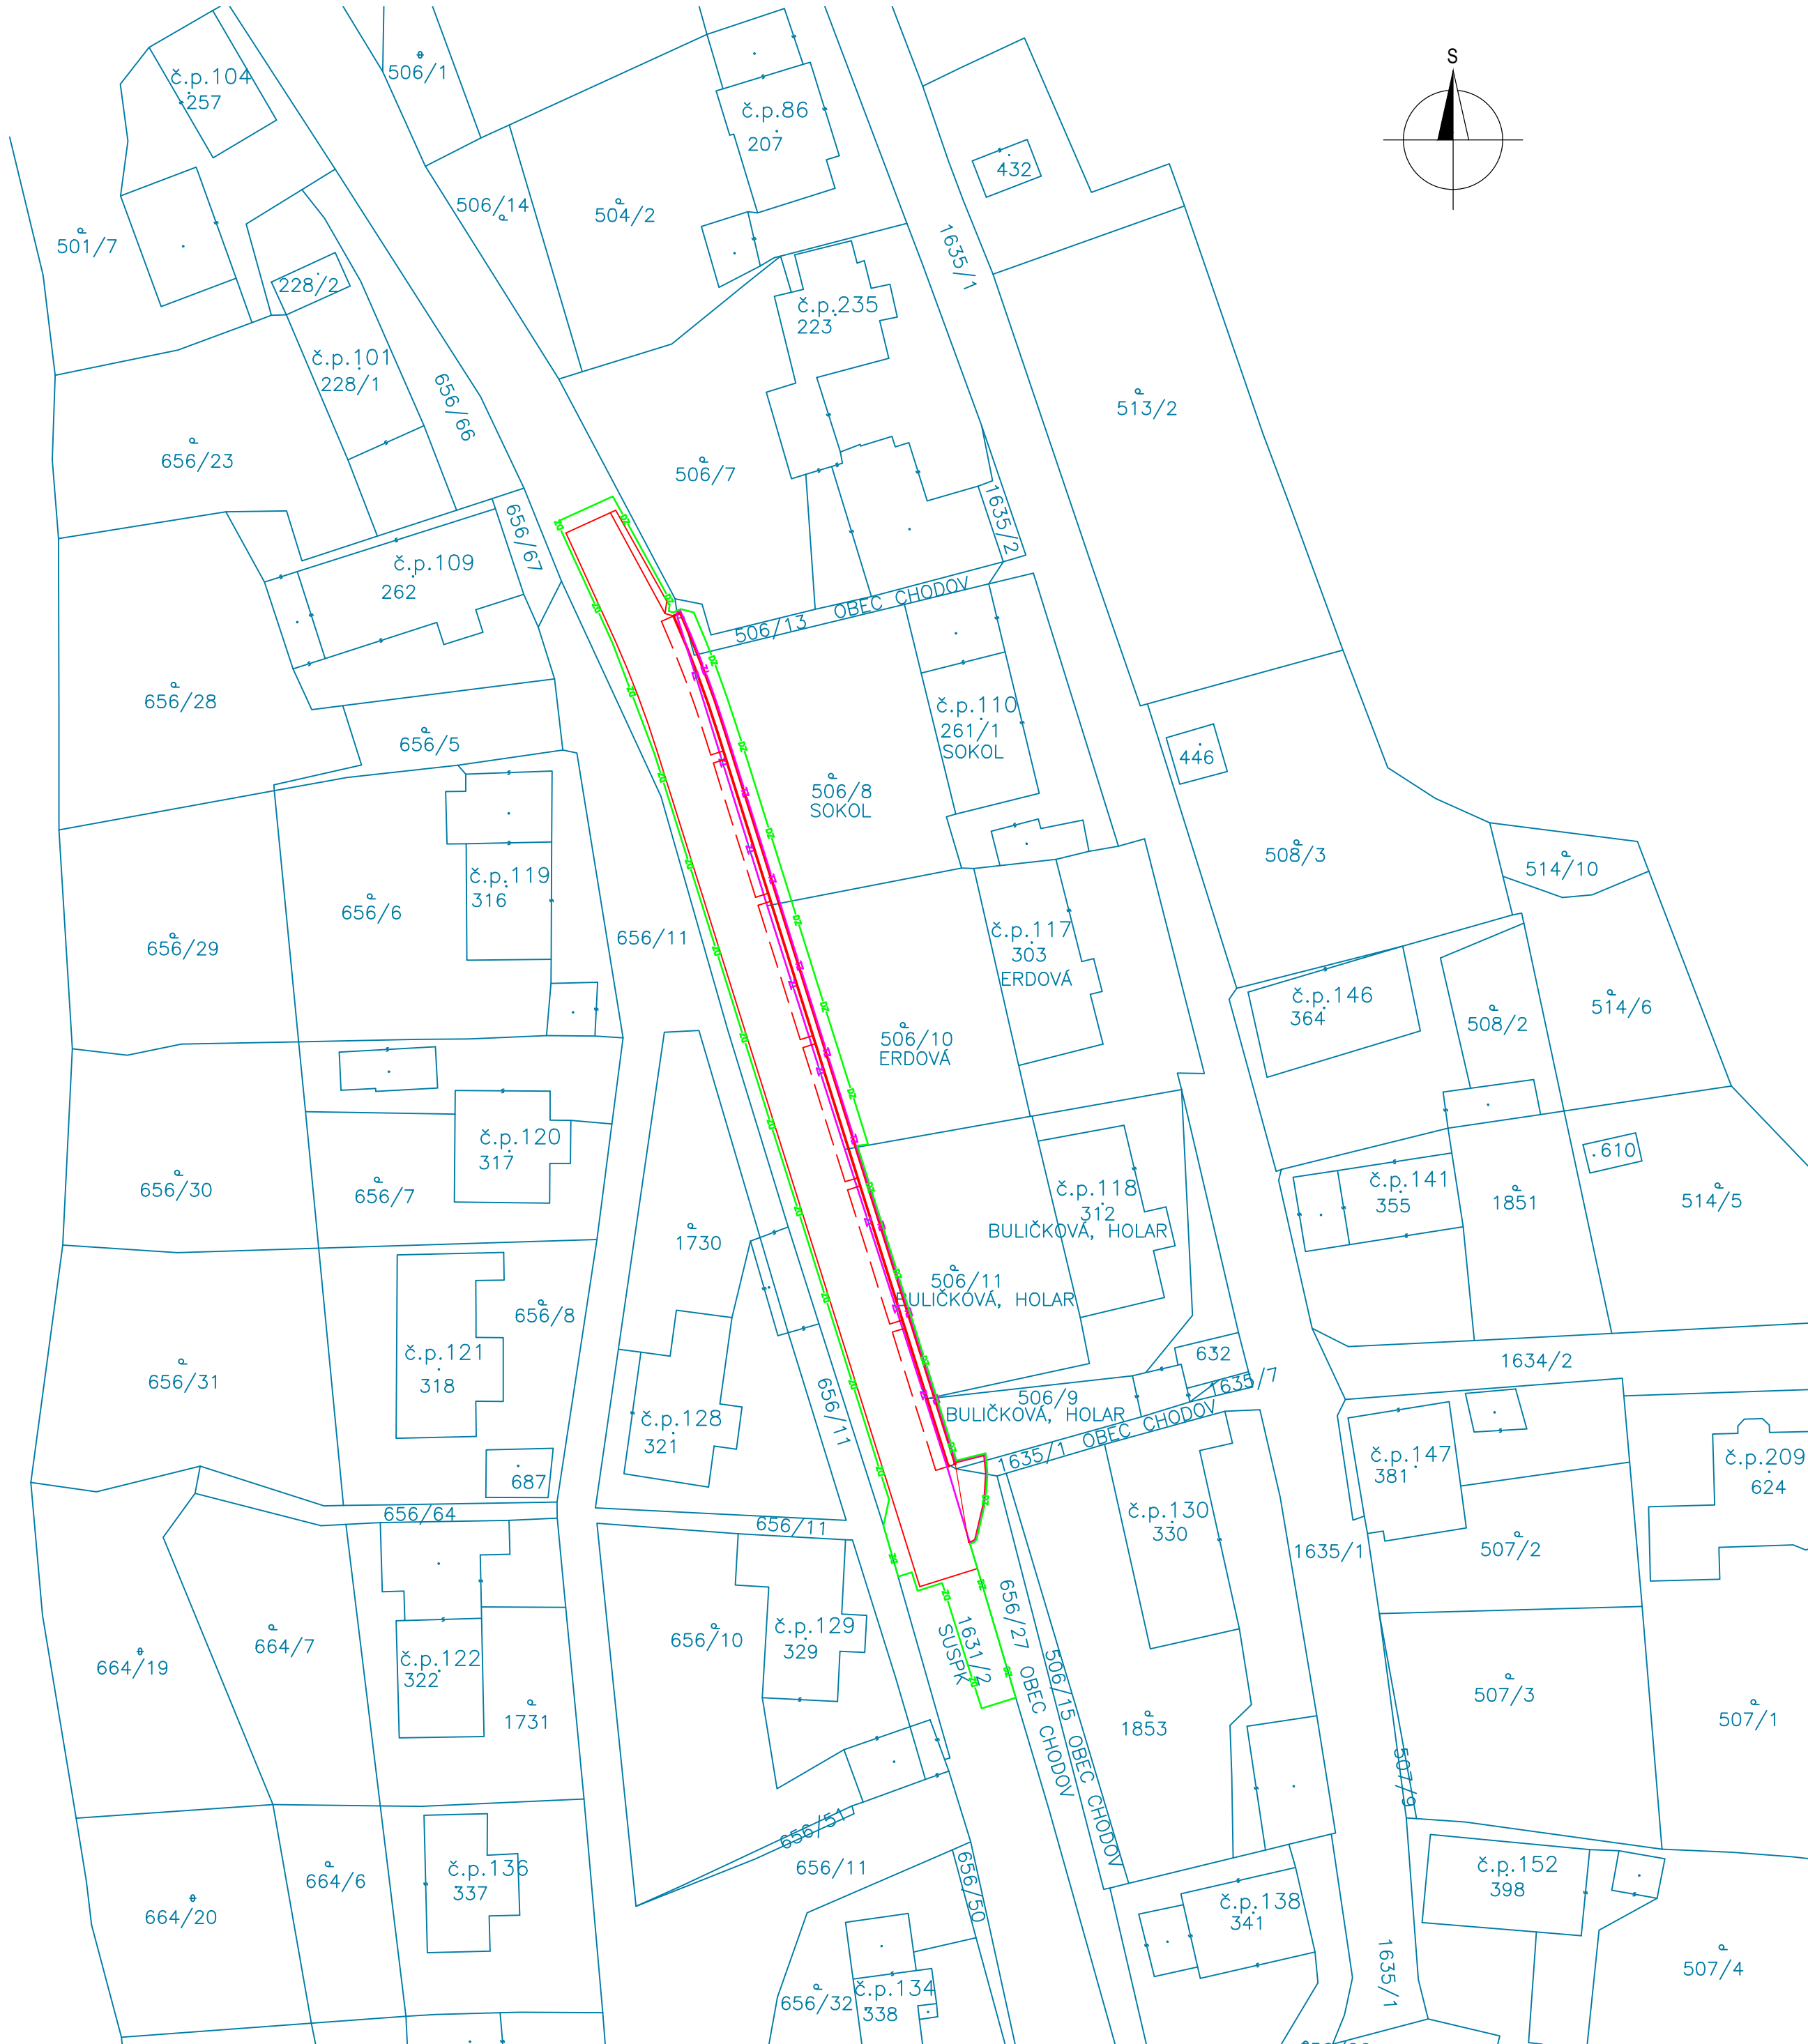 S
506/1
č.p.104
257
č.p.86
207
432
506/14
504/2
501/7
1635/1
228/2
č.p.235
223
č.p.101
228/1
656/66
513/2
656/23
506/7
1635/2
656/67
č.p.109
262
OBEC CHODOV
506/13
656/28
656/5
č.p.110
261/1
SOKOL
446
506/8
SOKOL
508/3
514/10
č.p.119
316
656/6
656/11
656/29
č.p.117
303
ERDOVÁ
č.p.146
364
508/2
514/6
506/10
ERDOVÁ
č.p.120
317
656/30
656/7
1730
č.p.118
312
BULIČKOVÁ, HOLAR
č.p.141
355
1851
610
514/5
506/11
BULIČKOVÁ, HOLAR
656/8
č.p.121
318
656/31
632
1634/2
1635/7
506/9
BULIČKOVÁ, HOLAR
656/11
č.p.128
321
1635/1 OBEC CHODOV
č.p.147
381
č.p.209
624
687
656/64
656/11
č.p.130
330
1635/1
507/2
656/27 OBEC CHODOV
1631/2
SUSPK
506/15 OBEC CHODOV
664/19
664/7
č.p.122
322
656/10
č.p.129
329
1731
1853
507/3
507/1
507/9
656/51
656/11
656/50
664/6
č.p.136
337
664/20
č.p.152
398
č.p.138
341
1635/1
507/4
656/32
č.p.134
338